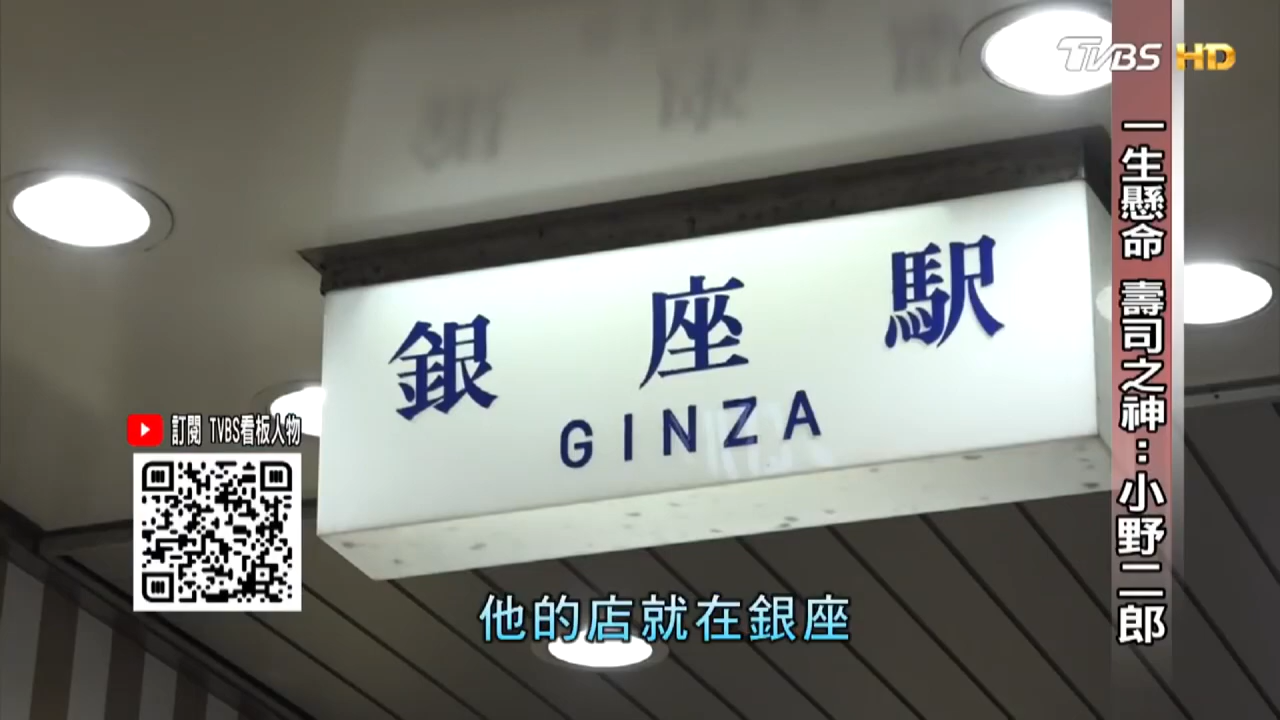 TVBS HD
一生懸命 壽司之神：小野二郎
銀座駅
GINZA
訂閱 TVBS看板人物
他的店就在銀座